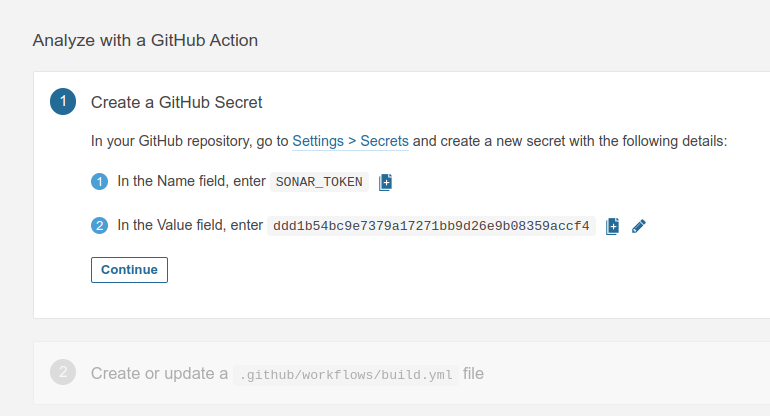 Analyze with a GitHub Action
1 Create a GitHub Secret
In your GitHub repository, go to Settings > Secrets and create a new secret with the following details:
1 In the Name field, enter SONAR_TOKEN
2 In the Value field, enter ddd1b54bc9e7379a17271bb9d26e9b08359accf4
Continue
2 Create or update a .github/workflows/build.yml file